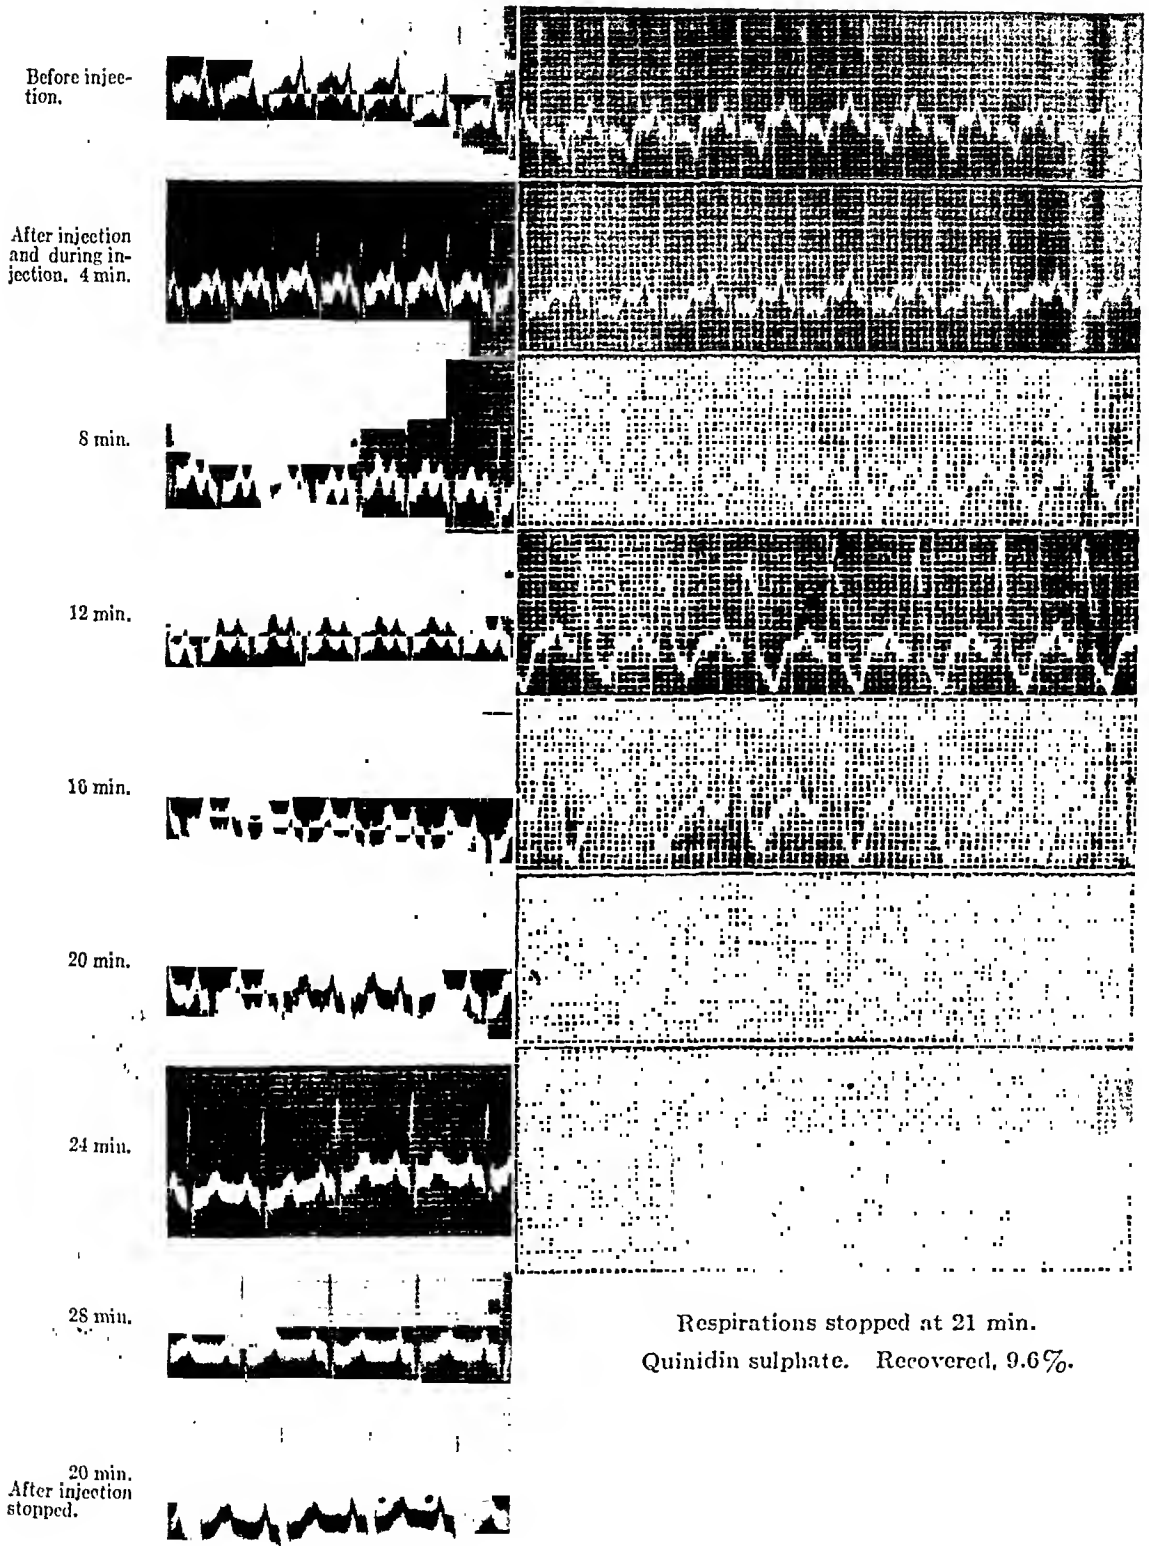 Before injec-
tion.
After injection
and during in-
jection. 4 min.
8 min.
12 min.
16 min.
20 min.
24 min.
28 min.
Respirations stopped at 21 min.
Quinidin sulphate. Recovered, 9.6%.
20 min.
After injection
stopped.